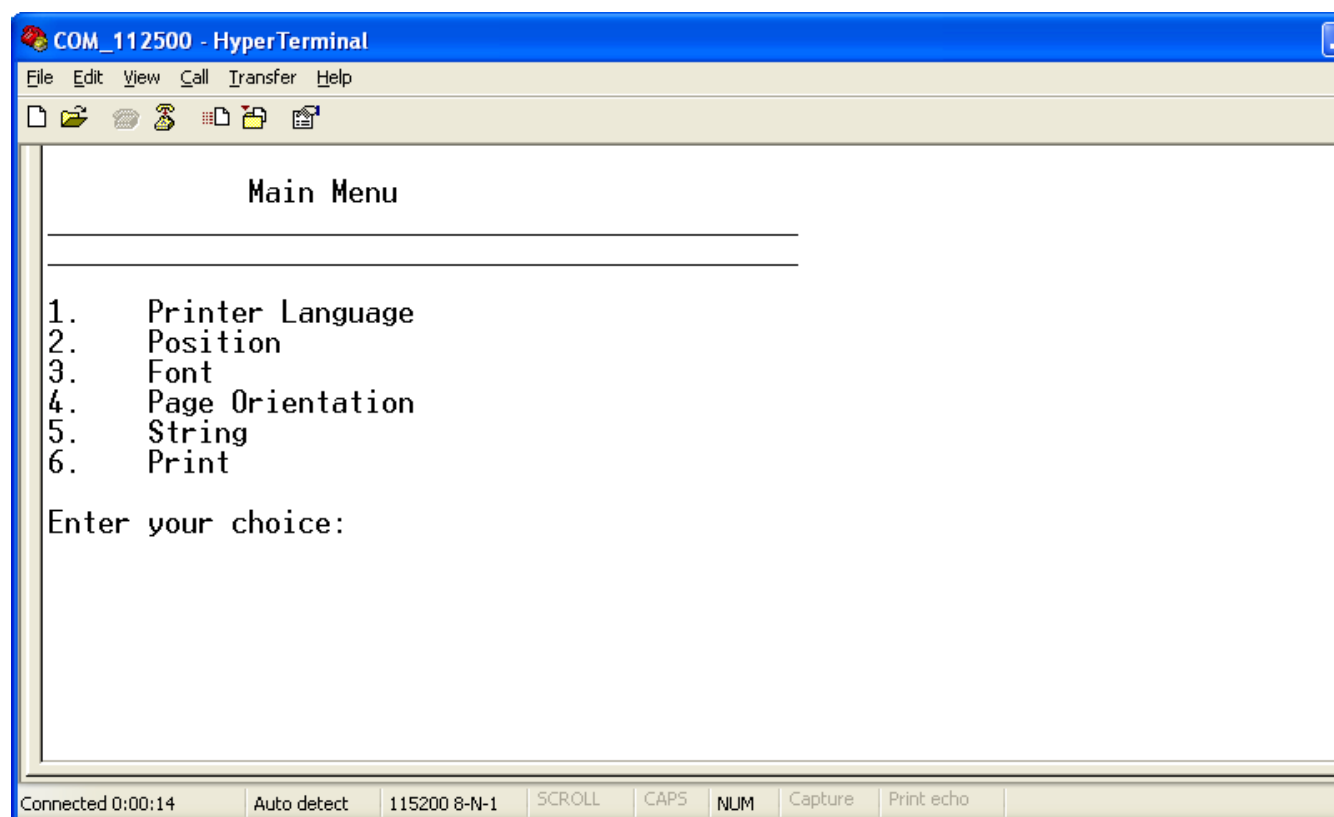 COM_112500 - HyperTerminal
File Edit View Call Transfer Help
Main Menu
1. Printer Language
2. Position
3. Font
4. Page Orientation
5. String
6. Print
Enter your choice:
Connected 0:00:14 Auto detect 115200 8-N-1 SCROLL CAPS NUM Capture Print echo